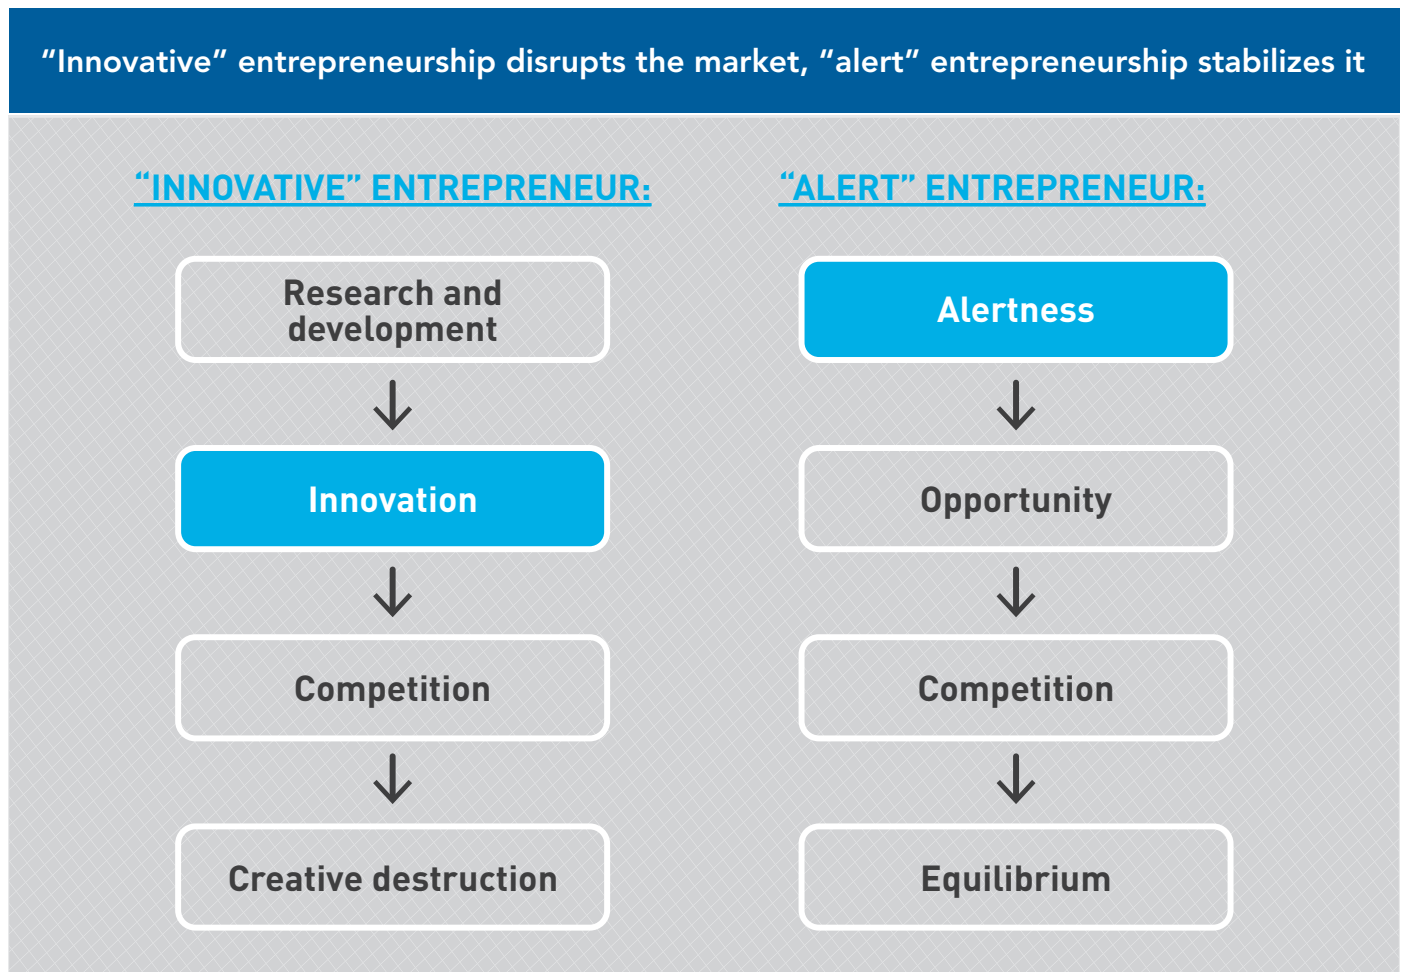 “Innovative” entrepreneurship disrupts the market, “alert” entrepreneurship stabilizes it
“INNOVATIVE” ENTREPRENEUR:
Research and
development
Innovation
Competition
Creative destruction
“ALERT” ENTREPRENEUR:
Alertness
Opportunity
Competition
Equilibrium